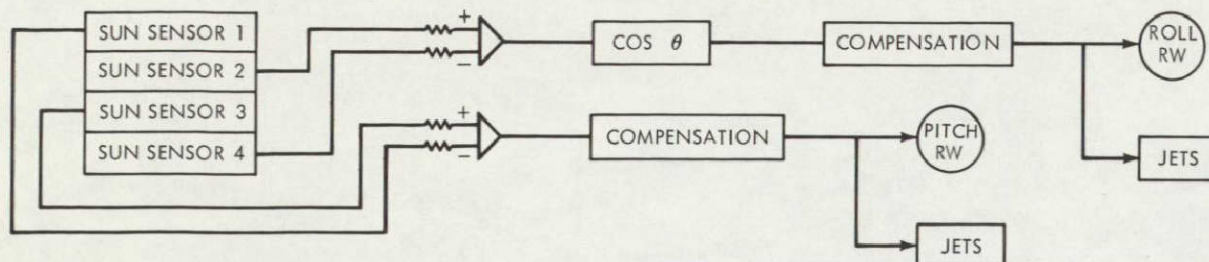 SUN SENSOR 1
SUN SENSOR 2
SUN SENSOR 3
SUN SENSOR 4
+
−
COS θ
COMPENSATION
ROLL
RW
JETS
+
−
COMPENSATION
PITCH
RW
JETS